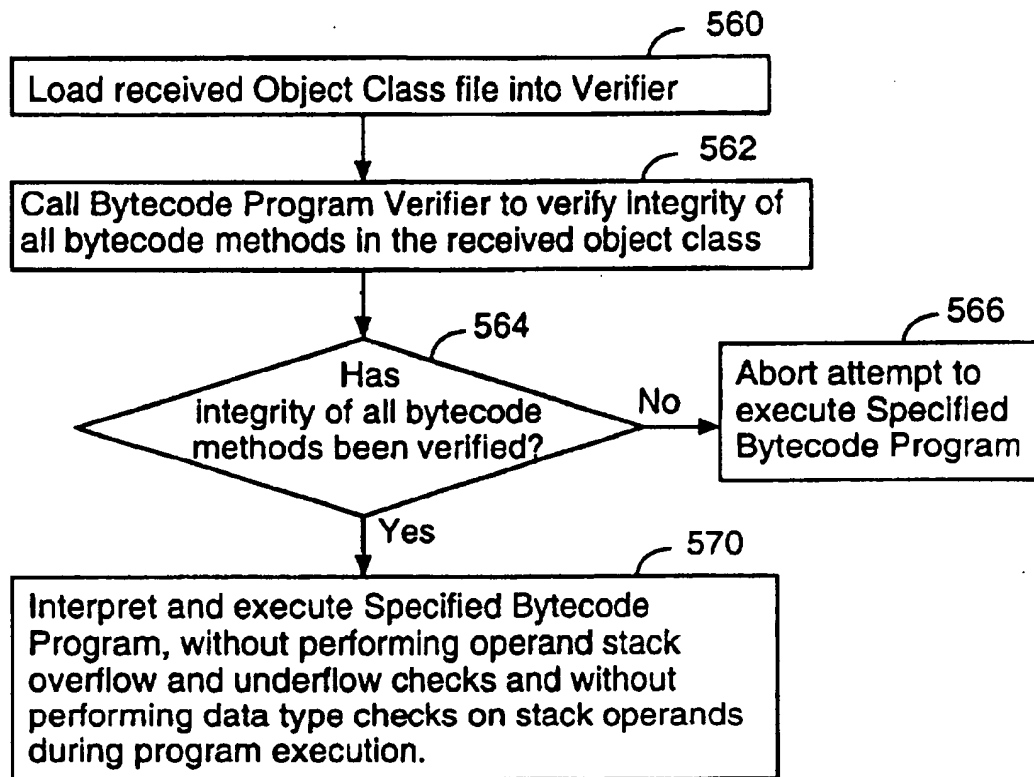 560
Load received Object Class file into Verifier
562
Call Bytecode Program Verifier to verify integrity of
all bytecode methods in the received object class
564
Has
integrity of all bytecode
methods been verified?
No
566
Abort attempt to
execute Specified
Bytecode Program
Yes
570
Interpret and execute Specified Bytecode
Program, without performing operand stack
overflow and underflow checks and without
performing data type checks on stack operands
during program execution.